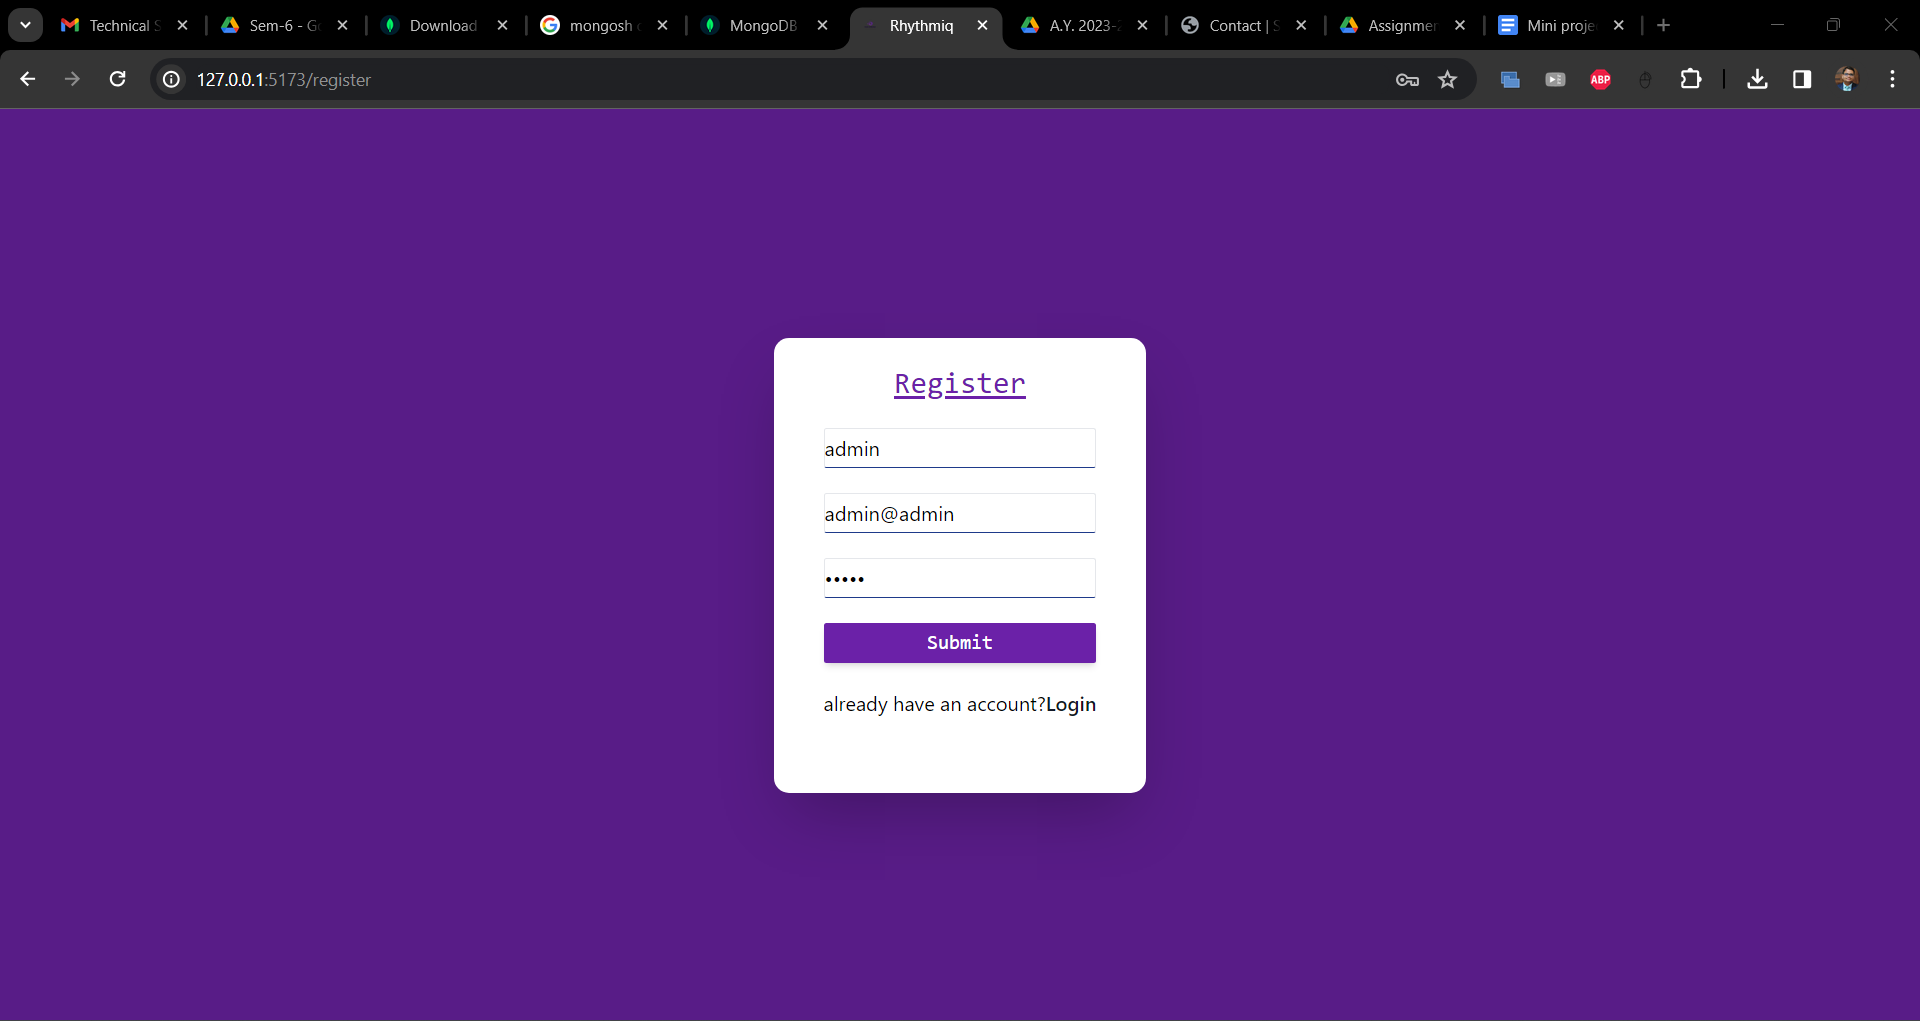 Technical S
Sem-6 - G
Download
mongosh
MongoDB
Rhythmiq
A.Y. 2023-
Contact | S
Assignmer
Mini proje
127.0.0.1:5173/register
ABP
Register
admin
admin@admin
•••••
Submit
already have an account?Login